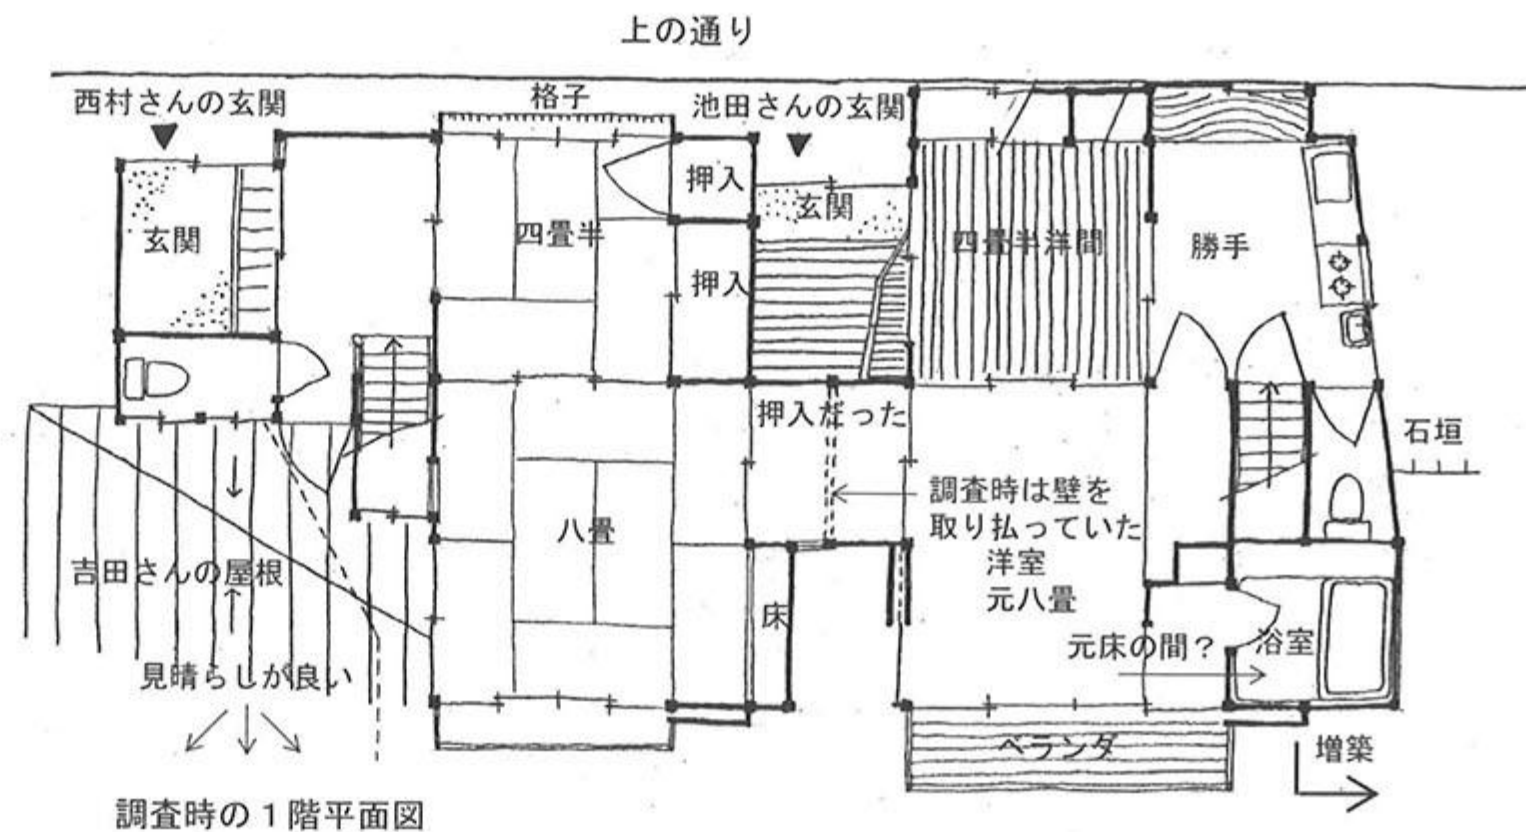 上の通り
西村さんの玄関
格子
池田さんの玄関
押入
玄関
玄関
四畳半
四畳半洋間
勝手
押入
押入だった
石垣
調査時は壁を
取り払っていた
八畳
洋室
元八畳
吉田さんの屋根
床
元床の間?
浴室
見晴らしが良い
ベランダ
増築
調査時の1階平面図